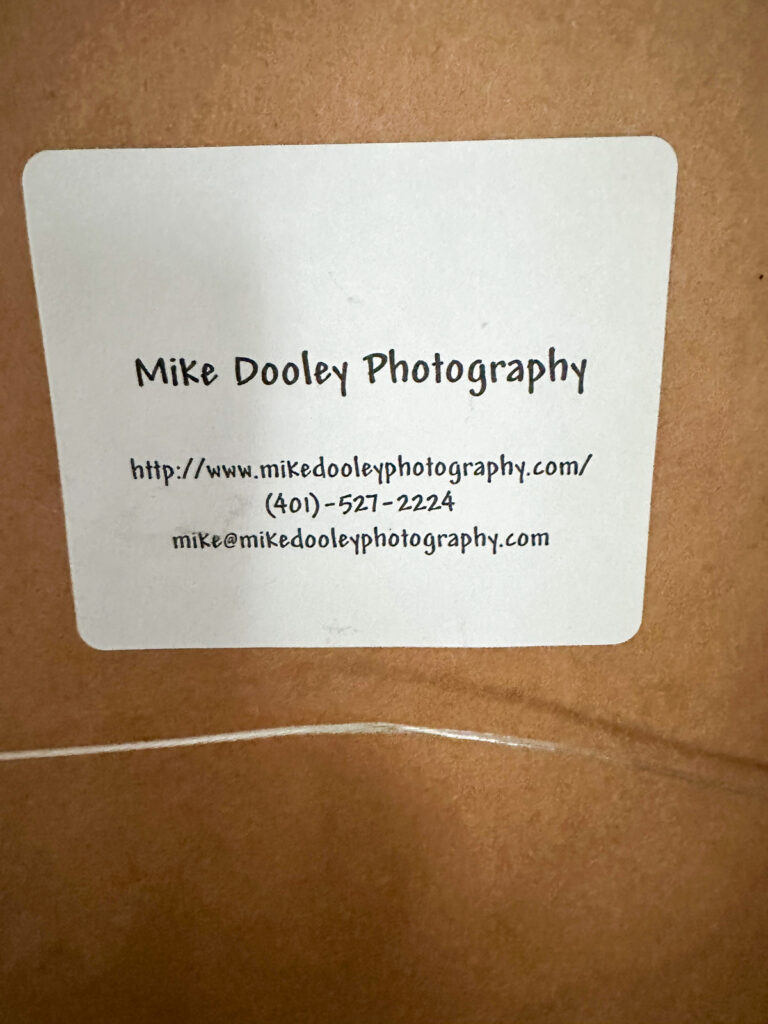 Mike Dooley Photography
http://www.mikedooleyphotography.com/
(401)-527-2224
mike@mikedooleyphotography.com